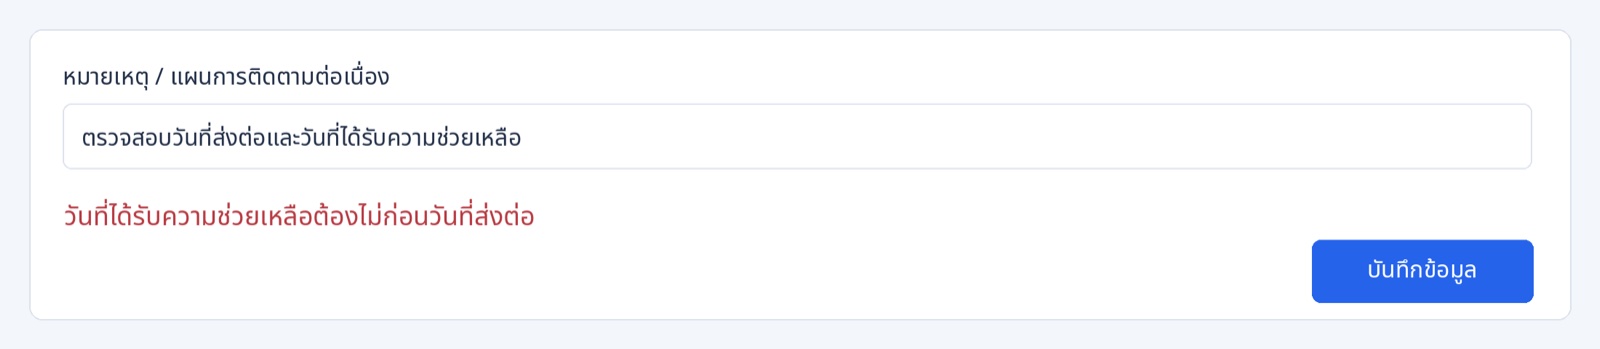 หมายเหตุ / แผนการติดตามต่อเนื่อง
ตรวจสอบวันที่ส่งต่อและวันที่ได้รับความช่วยเหลือ
วันที่ได้รับความช่วยเหลือต้องไม่ก่อนวันที่ส่งต่อ
บันทึกข้อมูล